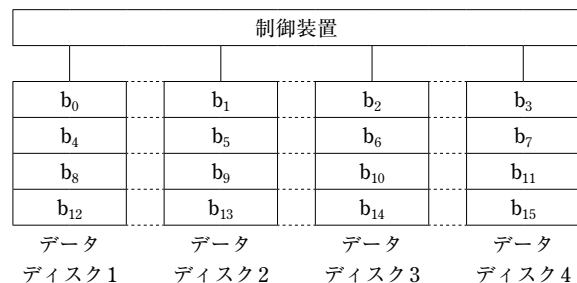 制御装置
b₀ b₁ b₂ b₃
b₄ b₅ b₆ b₇
b₈ b₉ b₁₀ b₁₁
b₁₂ b₁₃ b₁₄ b₁₅
データ データ データ データ
ディスク1 ディスク2 ディスク3 ディスク4